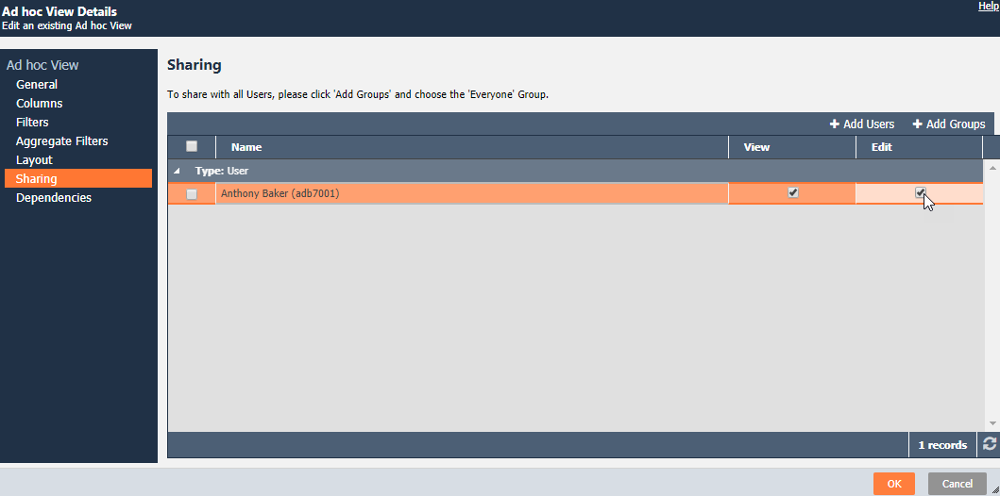 Ad hoc View Details
Help
Edit an existing Ad hoc View
Ad hoc View
General
Columns
Filters
Aggregate Filters
Layout
Sharing
Dependencies
Sharing
To share with all Users, please click 'Add Groups' and choose the 'Everyone' Group.
+ Add Users + Add Groups
Name View Edit
Type: User
Anthony Baker (adb7001)
1 records
OK Cancel